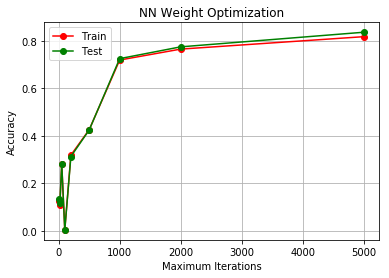 NN Weight Optimization
Train
Test
Accuracy
0.8
0.6
0.4
0.2
0.0
0 1000 2000 3000 4000 5000
Maximum Iterations